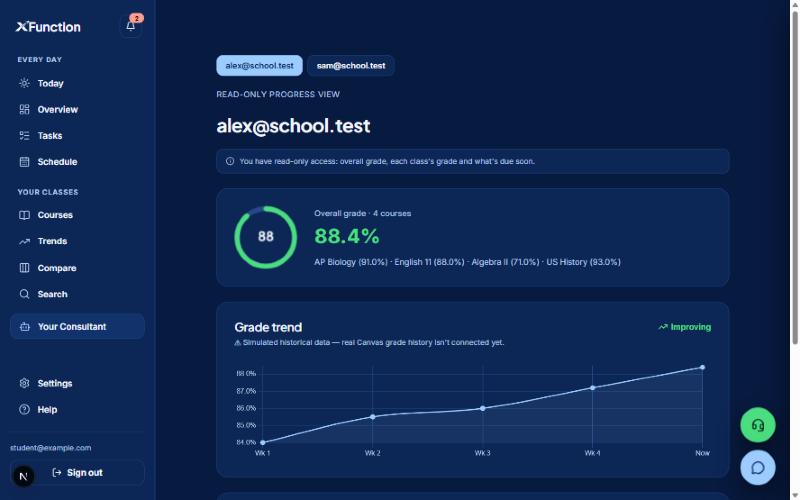 XFunction
2
EVERY DAY
Today
Overview
Tasks
Schedule
YOUR CLASSES
Courses
Trends
Compare
Search
Your Consultant
Settings
Help
student@example.com
N
Sign out
alex@school.test
sam@school.test
READ-ONLY PROGRESS VIEW
alex@school.test
You have read-only access: overall grade, each class's grade and what's due soon.
88
Overall grade · 4 courses
88.4%
AP Biology (91.0%) · English 11 (88.0%) · Algebra II (71.0%) · US History (93.0%)
Grade trend
Improving
⚠ Simulated historical data — real Canvas grade history isn't connected yet.
88.0%
87.0%
86.0%
85.0%
84.0%
Wk 1
Wk 2
Wk 3
Wk 4
Now